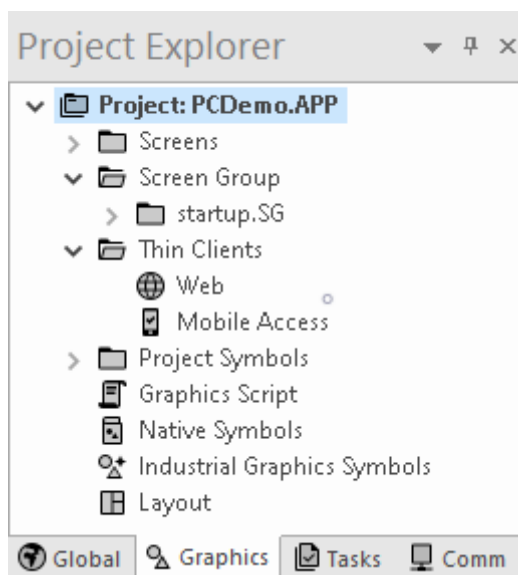 Project Explorer
Project: PCDemo.APP
Screens
Screen Group
startup.SG
Thin Clients
Web
Mobile Access
Project Symbols
Graphics Script
Native Symbols
Industrial Graphics Symbols
Layout
Global Graphics Tasks Comm